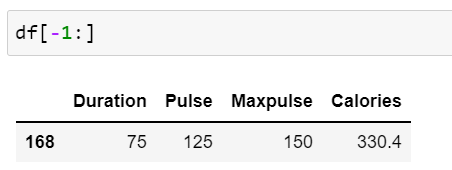 df[-1:]
Duration Pulse Maxpulse Calories
168 75 125 150 330.4